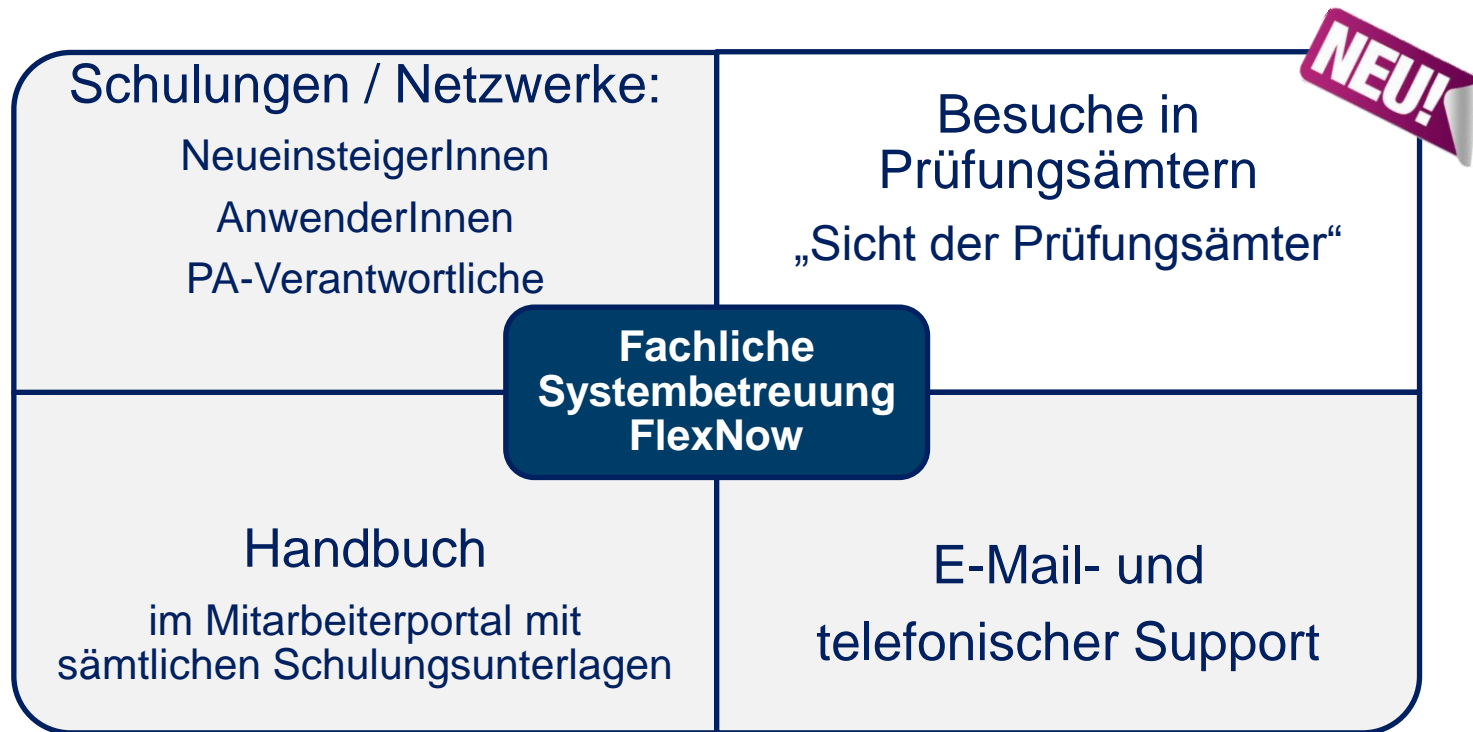 Schulungen / Netzwerke:
NeueinsteigerInnen
AnwenderInnen
PA-Verantwortliche
NEU!
Besuche in
Prüfungsämtern
„Sicht der Prüfungsämter“
Fachliche
Systembetreuung
FlexNow
Handbuch
im Mitarbeiterportal mit
sämtlichen Schulungsunterlagen
E-Mail- und
telefonischer Support